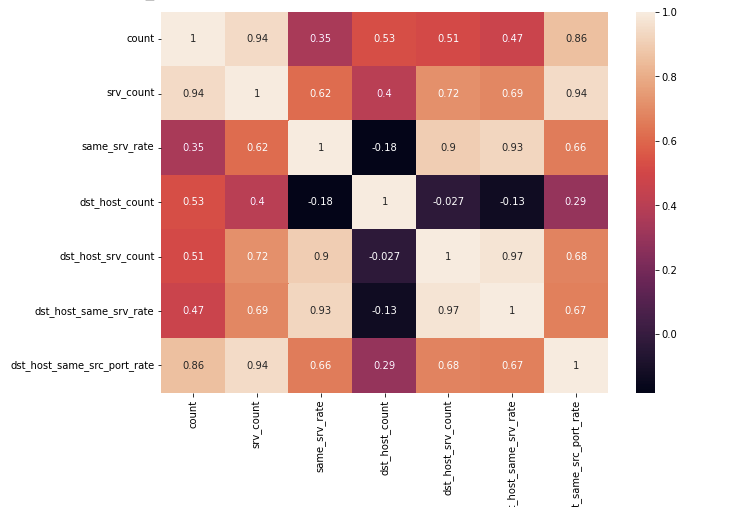 count 1 0.94 0.35 0.53 0.51 0.47 0.86
srv_count 0.94 1 0.62 0.4 0.72 0.69 0.94
same_srv_rate 0.35 0.62 1 -0.18 0.9 0.93 0.66
dst_host_count 0.53 0.4 -0.18 1 -0.027 -0.13 0.29
dst_host_srv_count 0.51 0.72 0.9 -0.027 1 0.97 0.68
dst_host_same_srv_rate 0.47 0.69 0.93 -0.13 0.97 1 0.67
dst_host_same_src_port_rate 0.86 0.94 0.66 0.29 0.68 0.67 1
count
srv_count
same_srv_rate
dst_host_count
dst_host_srv_count
t_host_same_srv_rate
t_same_src_port_rate
1.0
0.8
0.6
0.4
0.2
0.0